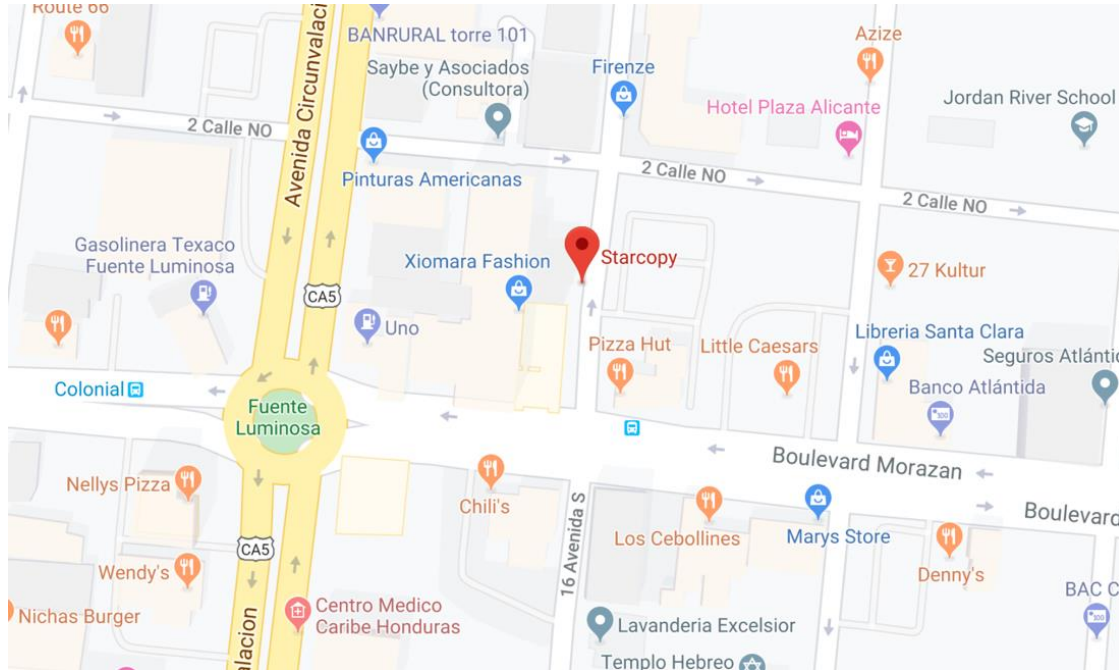 Route 66
BANRURAL torre 101
Azize
Saybe y Asociados
(Consultora)
Firenze
Hotel Plaza Alicante
Jordan River School
2 Calle NO
Avenida Circunvalaci
Pinturas Americanas
2 Calle NO
2 Calle NO
Gasolinera Texaco
Fuente Luminosa
Xiomara Fashion
Starcopy
27 Kultur
CA5
Uno
Pizza Hut
Little Caesars
Libreria Santa Clara
Seguros Atlánti
Colonial
Banco Atlántida
Fuente
Luminosa
Boulevard Morazan
Nellys Pizza
Chili's
16 Avenida S
Los Cebollines
Marys Store
Boulevard
CA5
Wendy's
Denny's
Nichas Burger
alacion
Centro Medico
Caribe Honduras
Lavanderia Excelsior
BAC C
Templo Hebreo